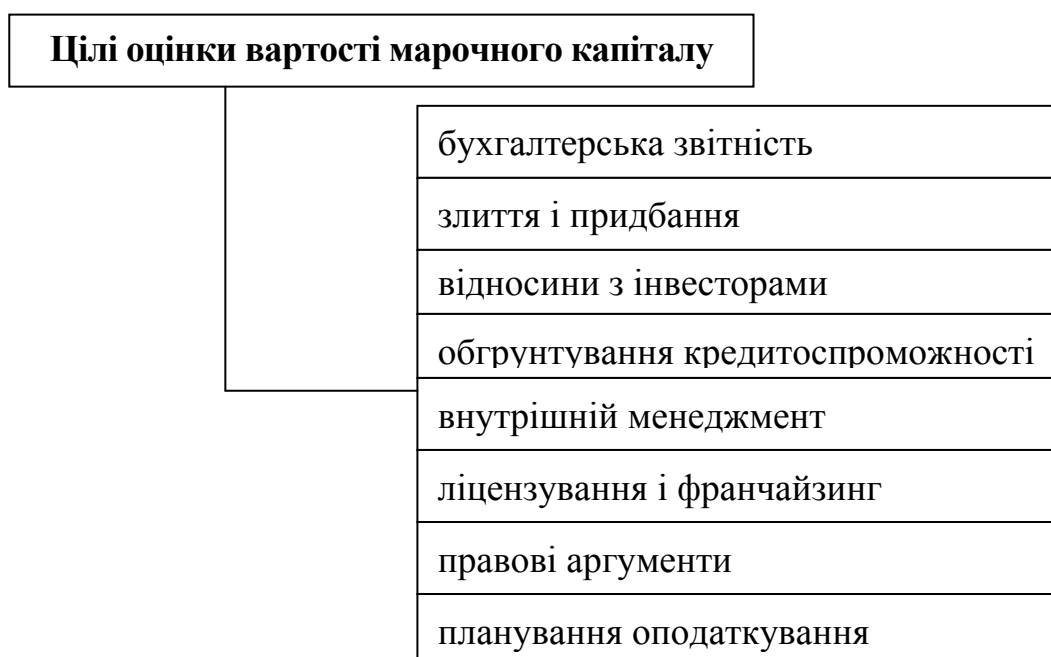 Цілі оцінки вартості марочного капіталу
бухгалтерська звітність
злиття і придбання
відносини з інвесторами
обгрунтування кредитоспроможності
внутрішній менеджмент
ліцензування і франчайзинг
правові аргументи
планування оподаткування